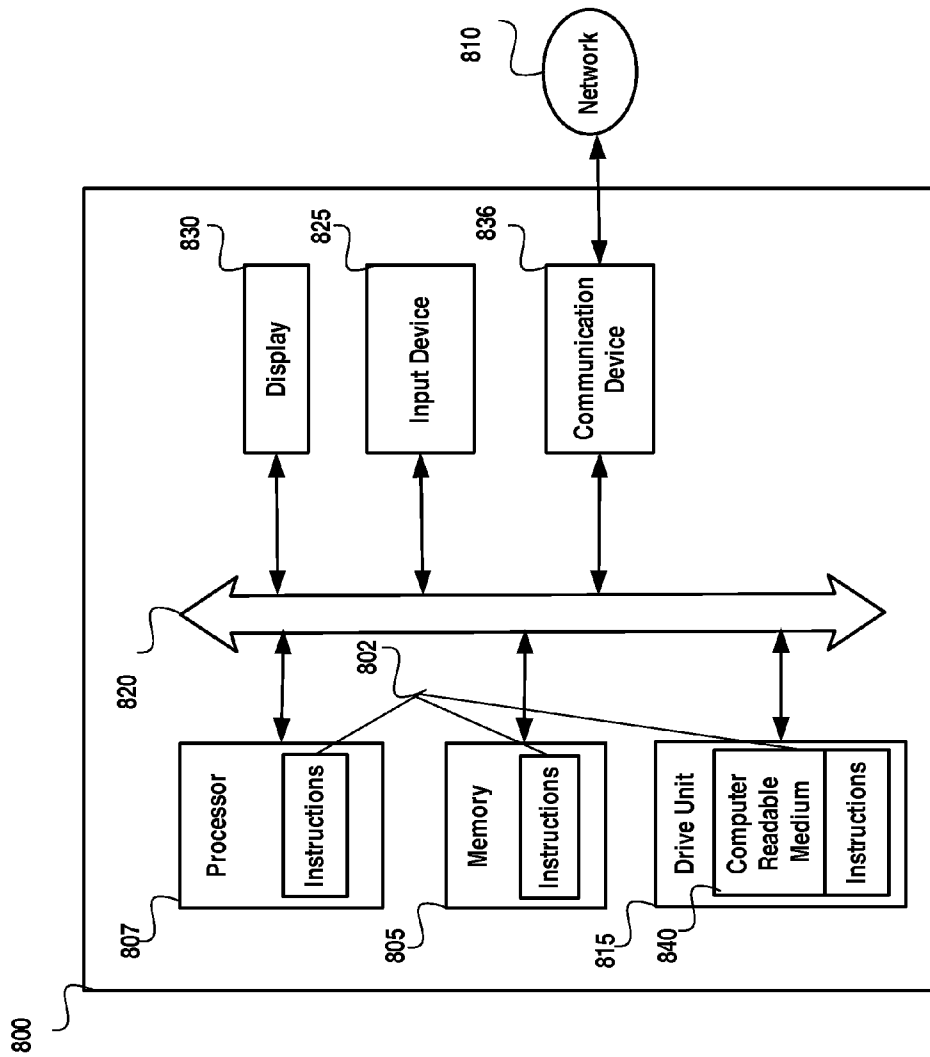 800
820
807
Processor
Instructions
802
805
Memory
Instructions
815
840
Drive Unit
Computer
Readable
Medium
Instructions
830
Display
825
Input Device
836
Communication
Device
810
Network